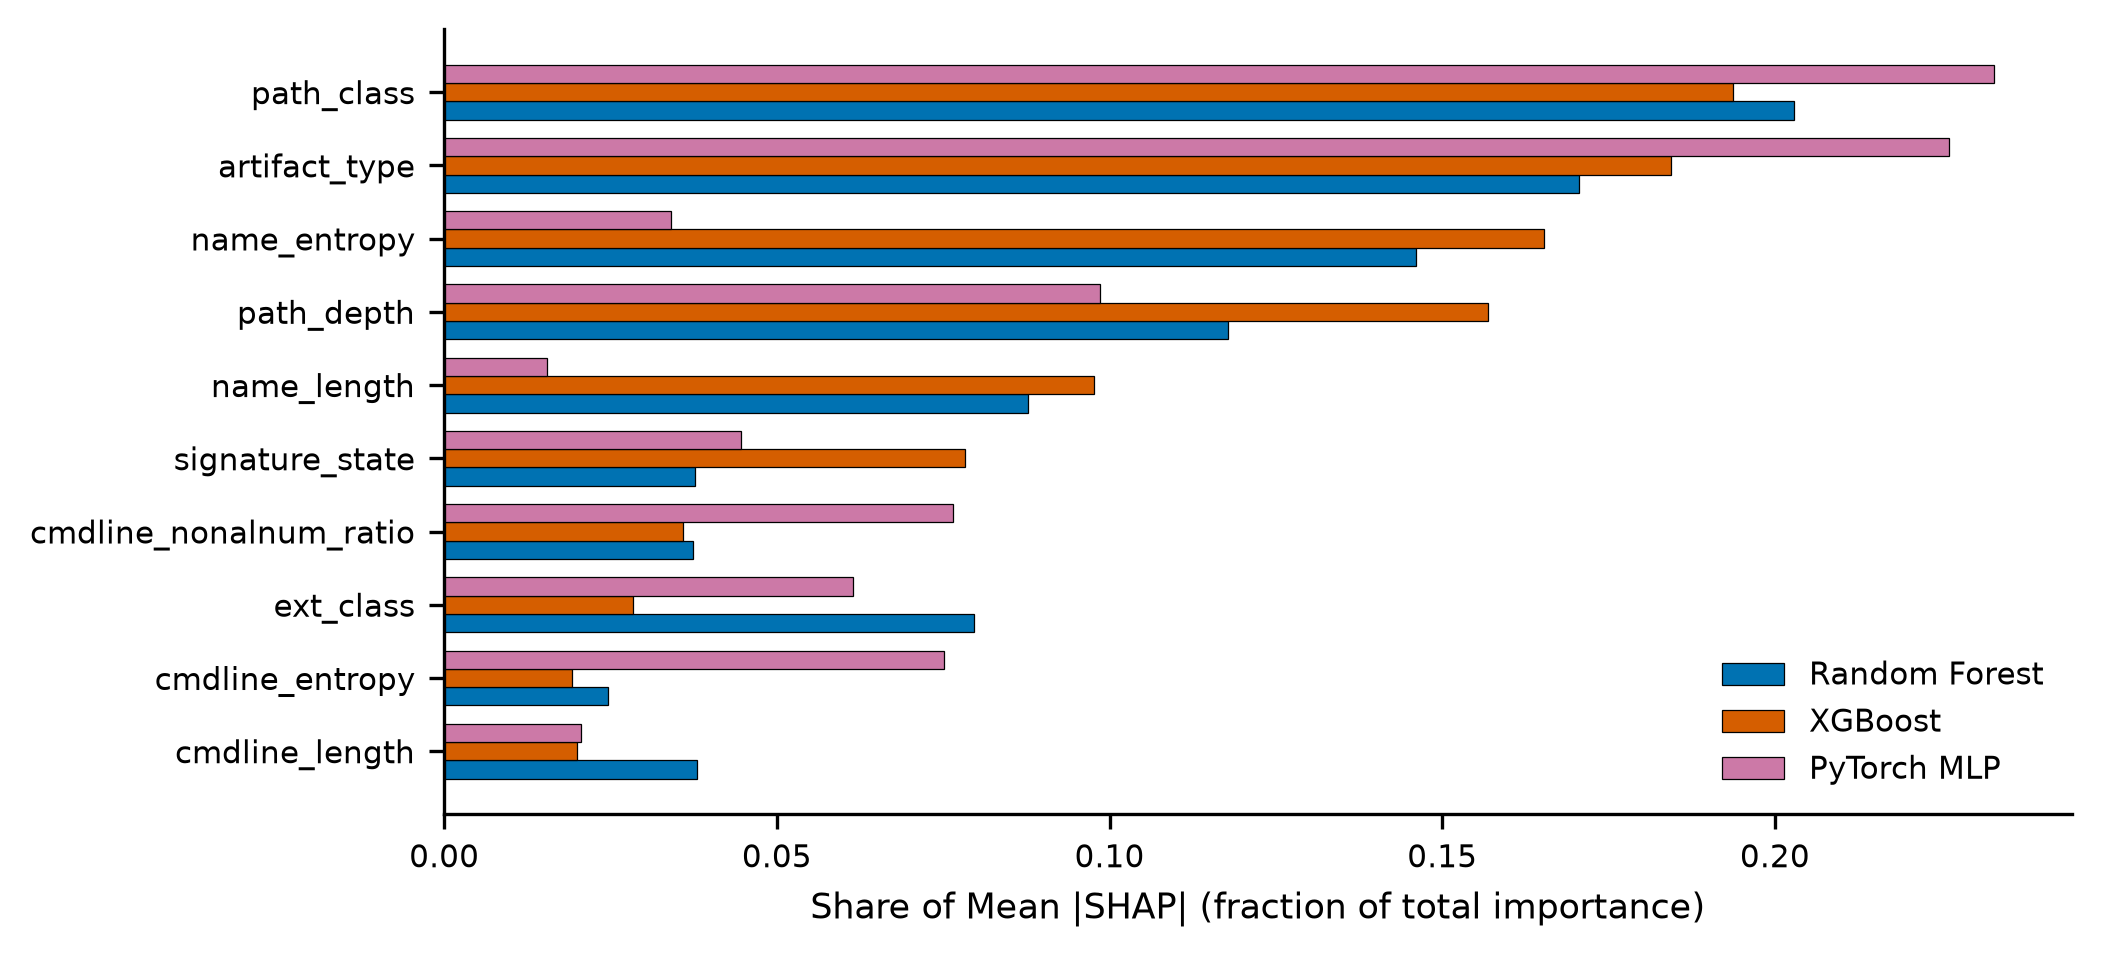 path_class
artifact_type
name_entropy
path_depth
name_length
signature_state
cmdline_nonalnum_ratio
ext_class
cmdline_entropy
cmdline_length
Random Forest
XGBoost
PyTorch MLP
0.00 0.05 0.10 0.15 0.20
Share of Mean |SHAP| (fraction of total importance)